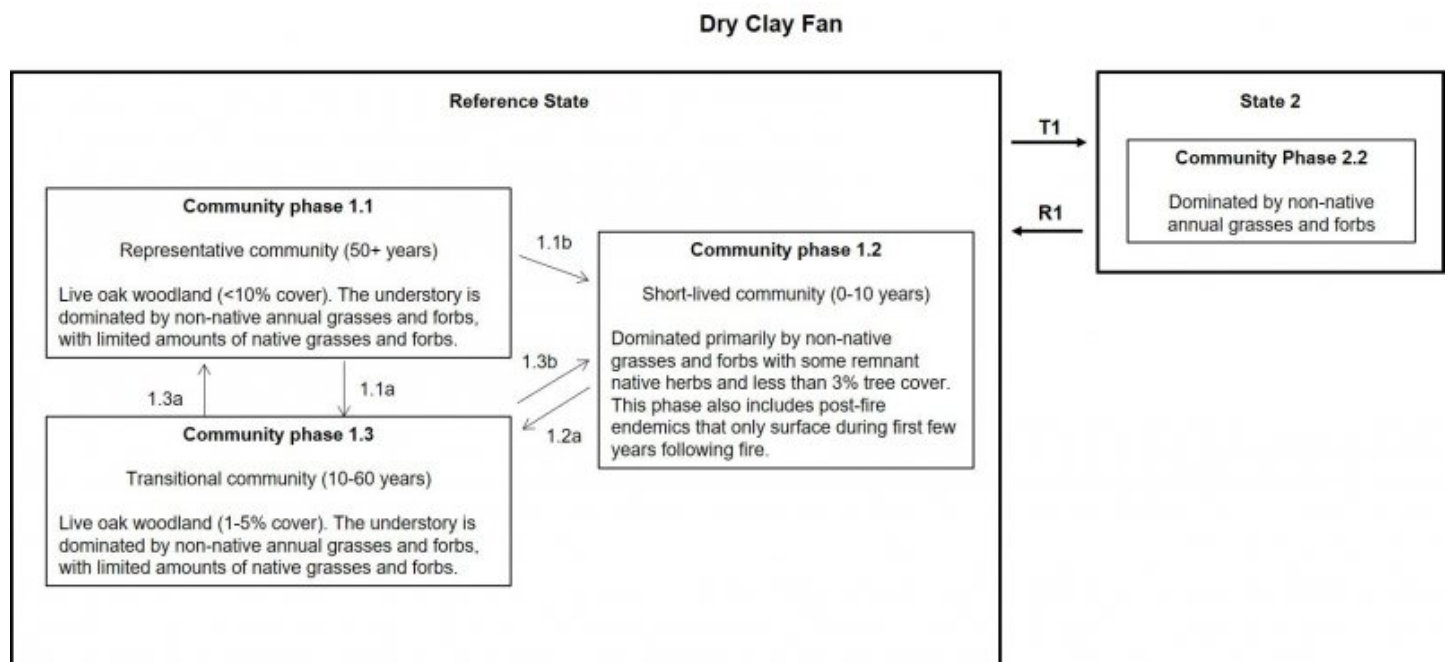 Dry Clay Fan
Reference State
Community phase 1.1
Representative community (50+ years)
Live oak woodland (<10% cover). The understory is
dominated by non-native annual grasses and forbs,
with limited amounts of native grasses and forbs.
1.1b
1.3a
1.1a
1.3b
1.2a
Community phase 1.2
Short-lived community (0-10 years)
Dominated primarily by non-native
grasses and forbs with some remnant
native herbs and less than 3% tree cover.
This phase also includes post-fire
endemics that only surface during first few
years following fire.
Community phase 1.3
Transitional community (10-60 years)
Live oak woodland (1-5% cover). The understory is
dominated by non-native annual grasses and forbs,
with limited amounts of native grasses and forbs.
T1
R1
State 2
Community Phase 2.2
Dominated by non-native
annual grasses and forbs